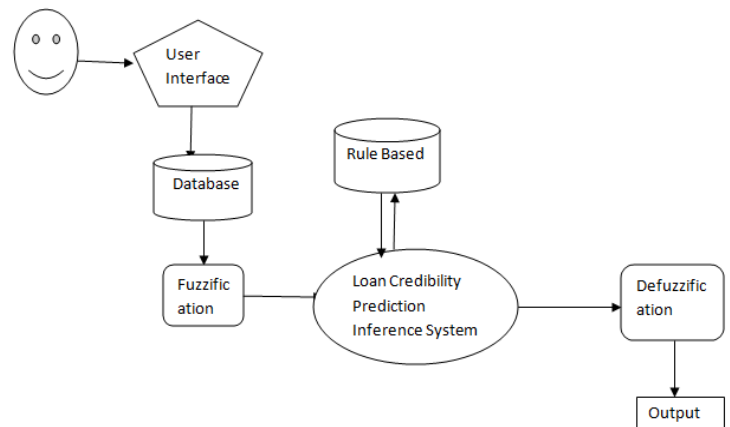 User
Interface
Rule Based
Database
Fuzzific
ation
Loan Credibility
Prediction
Inference System
Defuzzific
ation
Output